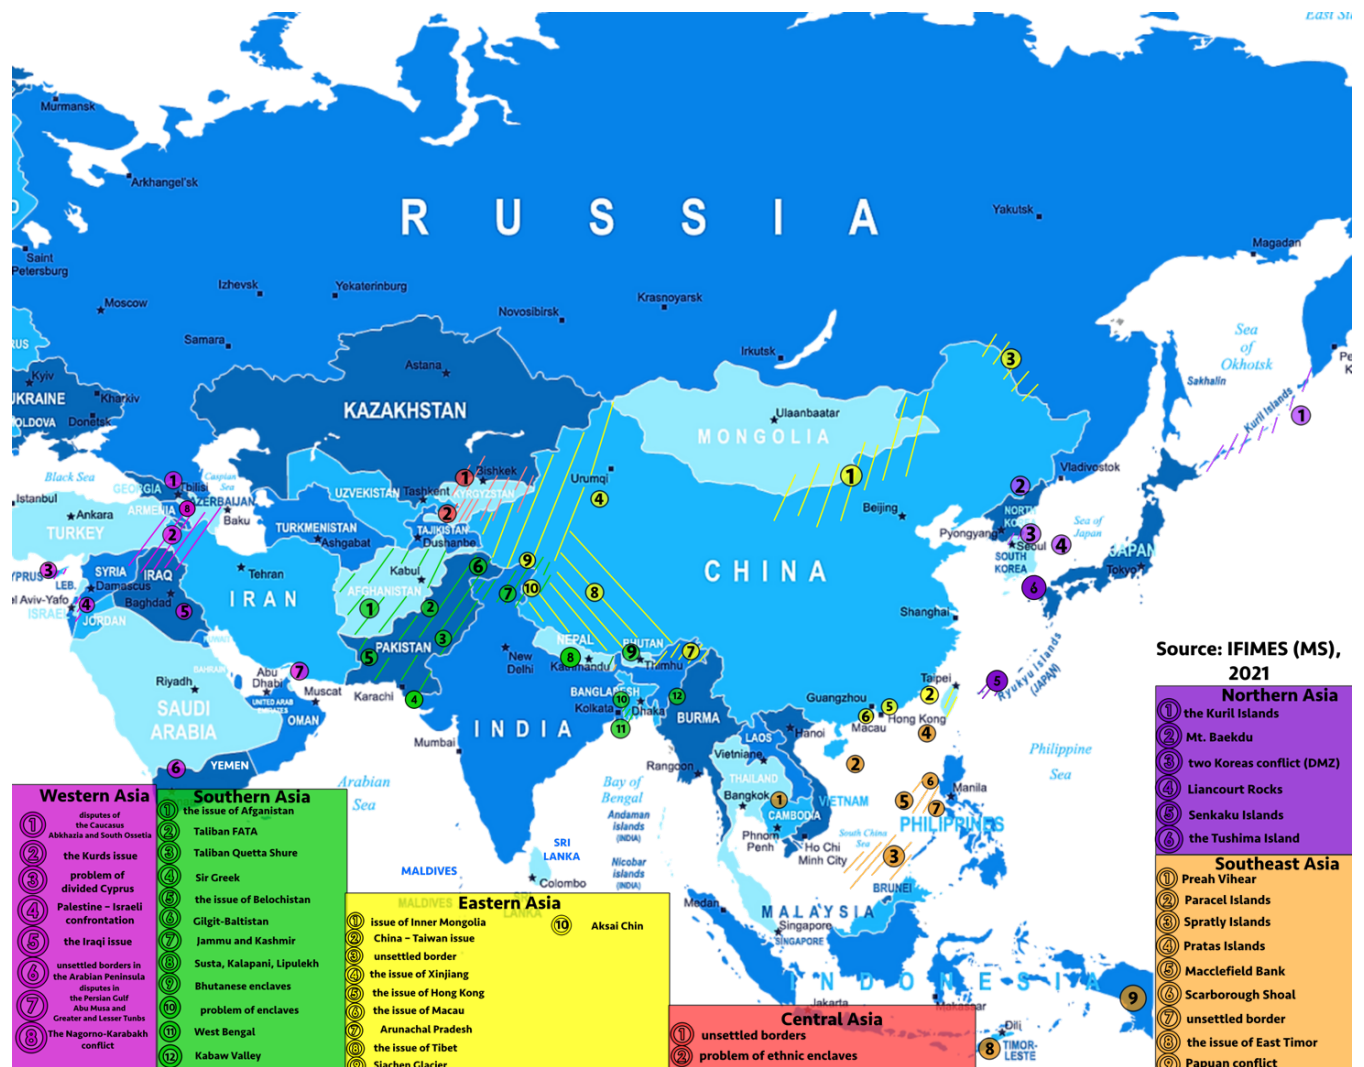 East Si
Murmansk
Arkhangel'sk
RUSSIA
Yakutsk
Magadan
Saint
Petersburg
Izhevsk
Yekaterinburg
Krasnoyarsk
Moscow
Novosibirsk
Samara
Irkutsk
Sea
of
Okhotsk
Sakhalin
Kuril Islands
Pe
K
RUS
Kyiv
UKRAINE
Kharkiv
OLDOVA
Donetsk
Astana
KAZAKHSTAN
Ulaanbaatar
MONGOLIA
Black Sea
Caspian
Sea
GEORGIA
Tbilisi
Istanbul
Ankara
ARMENIA
AZERBAIJAN
Baku
TURKEY
UZVEKISTAN
Tashkent
Bishkek
KYRGYZSTAN
Urumqi
Vladivostok
Beijing
NORTH
KO
Pyongyang
Seoul
SOUTH
KOREA
Sea of
Japan
JAPAN
Tokyo
TURKMENISTAN
Ashgabat
TAJIKISTAN
Dushanbe
YPRUS
LEB.
SYRIA
Damascus
IRAQ
Baghdad
Tehran
IRAN
Kabul
AFGHANISTAN
CHINA
el Aviv-Yafo
ISRAEL
JORDAN
PAKISTAN
Shanghai
BAHRAIN
Abu
Dhabi
Muscat
UNITED ARAB
EMIRATES
OMAN
Riyadh
SAUDI
ARABIA
Karachi
New
Delhi
NEPAL
Kathmandu
BHUTAN
Thimhu
BANGLADESH
Kolkata
Dhaka
INDIA
Mumbai
BURMA
Rangoon
Guangzhou
Macau
Hong Kong
Taipei
Ryukyu Islands
(JAPAN)
YEMEN
Arabian
Sea
Bay of
Bengal
Andaman
islands
(INDIA)
Nicobar
islands
(INDIA)
LAOS
Hanoi
Vietniane
THAILAND
Bangkok
VIETNAM
CAMBODIA
Phnom
Penh
Ho Chi
Minh City
South China
Sea
Philippine
Sea
Manila
PHILIPPINES
MALDIVES
MALDIVES
SRI
LANKA
Colombo
SRI
LANKA
Medan
MALAYSIA
BRUNEI
Singapore
SINGAPORE
INDONESIA
Jakarta
Makassar
Dili
TIMOR-
LESTE
Source: IFIMES (MS),
2021
Northern Asia
1 the Kuril Islands
2 Mt. Baekdu
3 two Koreas conflict (DMZ)
4 Liancourt Rocks
5 Senkaku Islands
6 the Tushima Island
Southeast Asia
1 Preah Vihear
2 Paracel Islands
3 Spratly Islands
4 Pratas Islands
5 Macclefield Bank
6 Scarborough Shoal
7 unsettled border
8 the issue of East Timor
9 Papuan conflict
Western Asia
1 disputes of
the Caucasus
Abkhazia and South Ossetia
2 the Kurds issue
3 problem of
divided Cyprus
4 Palestine – Israeli
confrontation
5 the Iraqi issue
6 unsettled borders in
the Arabian Peninsula
7 disputes in
the Persian Gulf
Abu Musa and
Greater and Lesser Tunbs
8 The Nagorno-Karabakh
conflict
Southern Asia
1 the issue of Afganistan
2 Taliban FATA
3 Taliban Quetta Shure
4 Sir Greek
5 the issue of Belochistan
6 Gilgit-Baltistan
7 Jammu and Kashmir
8 Susta, Kalapani, Lipulekh
9 Bhutanese enclaves
10 problem of enclaves
11 West Bengal
12 Kabaw Valley
Eastern Asia
1 issue of Inner Mongolia
2 China – Taiwan issue
3 unsettled border
4 the issue of Xinjiang
5 the issue of Hong Kong
6 the issue of Macau
7 Arunachal Pradesh
8 the issue of Tibet
9 Siachen Glacier
10 Aksai Chin
Central Asia
1 unsettled borders
2 problem of ethnic enclaves